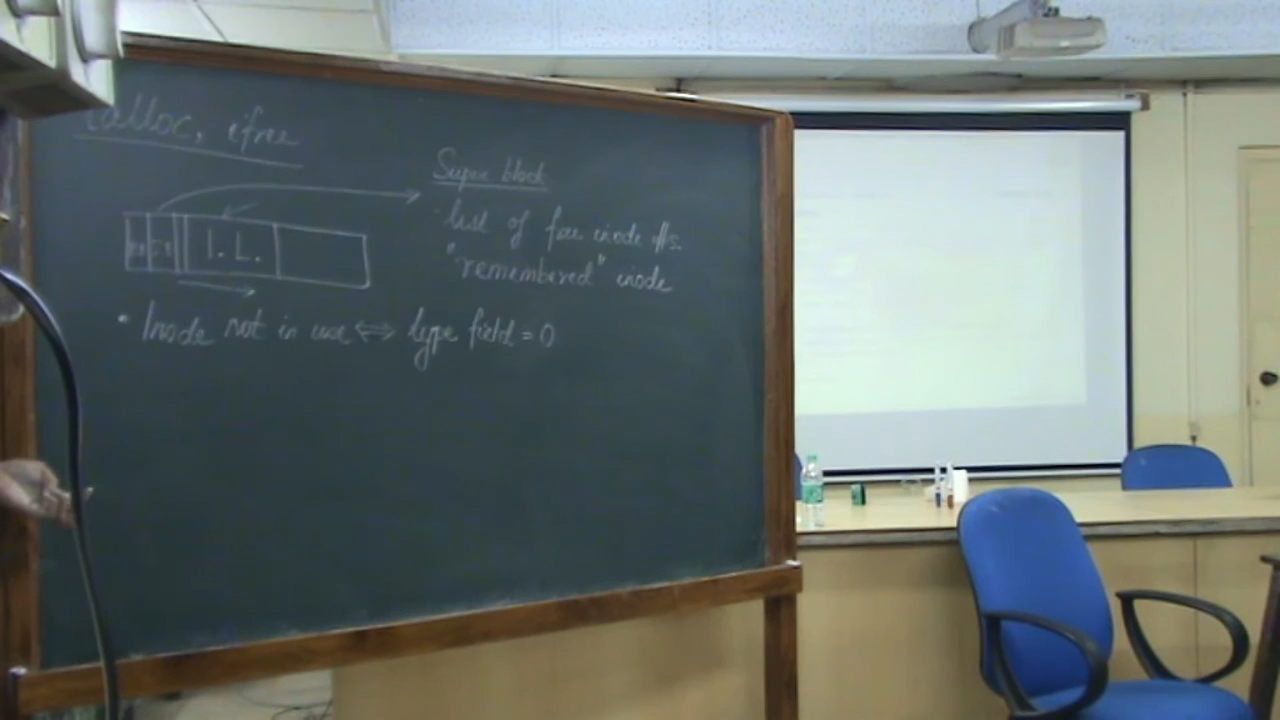 ialloc, ifree
Super block
list of free inode #s.
"remembered" inode
S.B I.L.
• Inode not in use ⇔ type field = 0